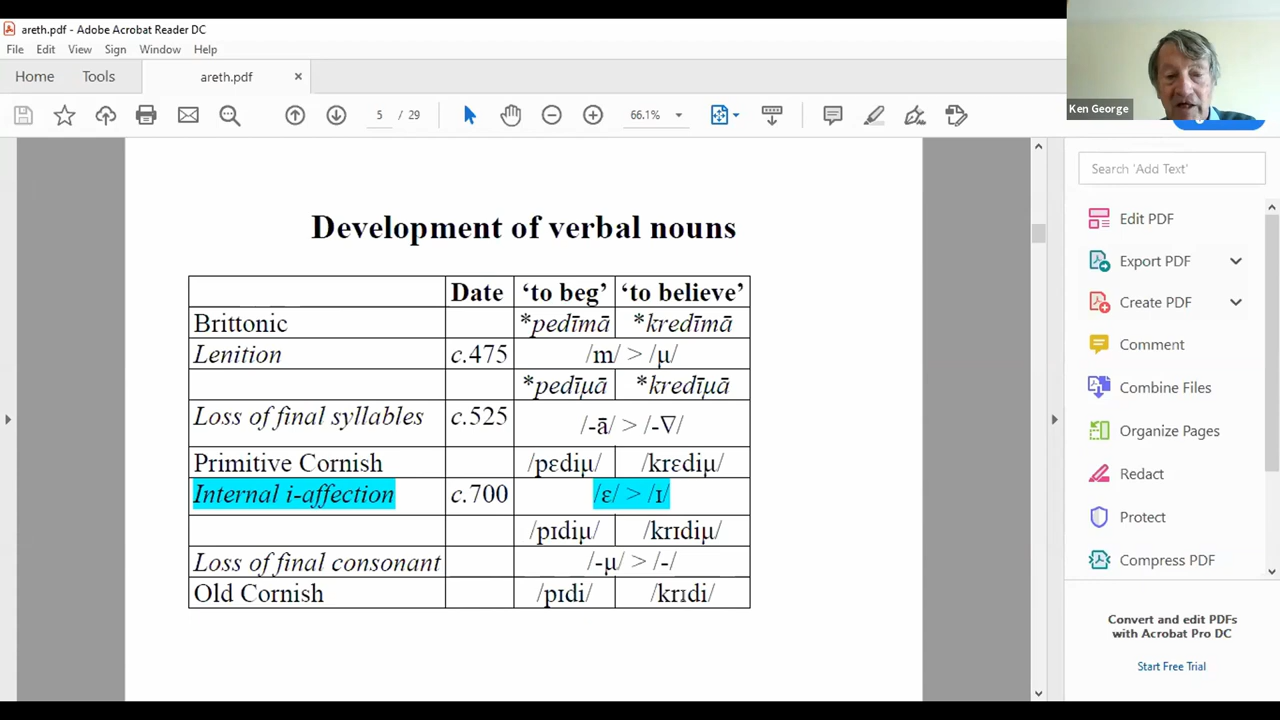 areth.pdf - Adobe Acrobat Reader DC
File Edit View Sign Window Help
Home Tools areth.pdf ×
5 / 29 66.1%
Ken George
Development of verbal nouns
Date ‘to beg’ ‘to believe’
Brittonic *pedīmā *kredīmā
Lenition c.475 /m/ > /μ/
*pedīμā *kredīμā
Loss of final syllables c.525 /-ā/ > /-∇/
Primitive Cornish /pɛdiμ/ /krɛdiμ/
Internal i-affection c.700 /ɛ/ > /ɪ/
/pɪdiμ/ /krɪdiμ/
Loss of final consonant /-μ/ > /-/
Old Cornish /pɪdi/ /krɪdi/
Search 'Add Text'
Edit PDF
Export PDF
Create PDF
Comment
Combine Files
Organize Pages
Redact
Protect
Compress PDF
Convert and edit PDFs
with Acrobat Pro DC
Start Free Trial